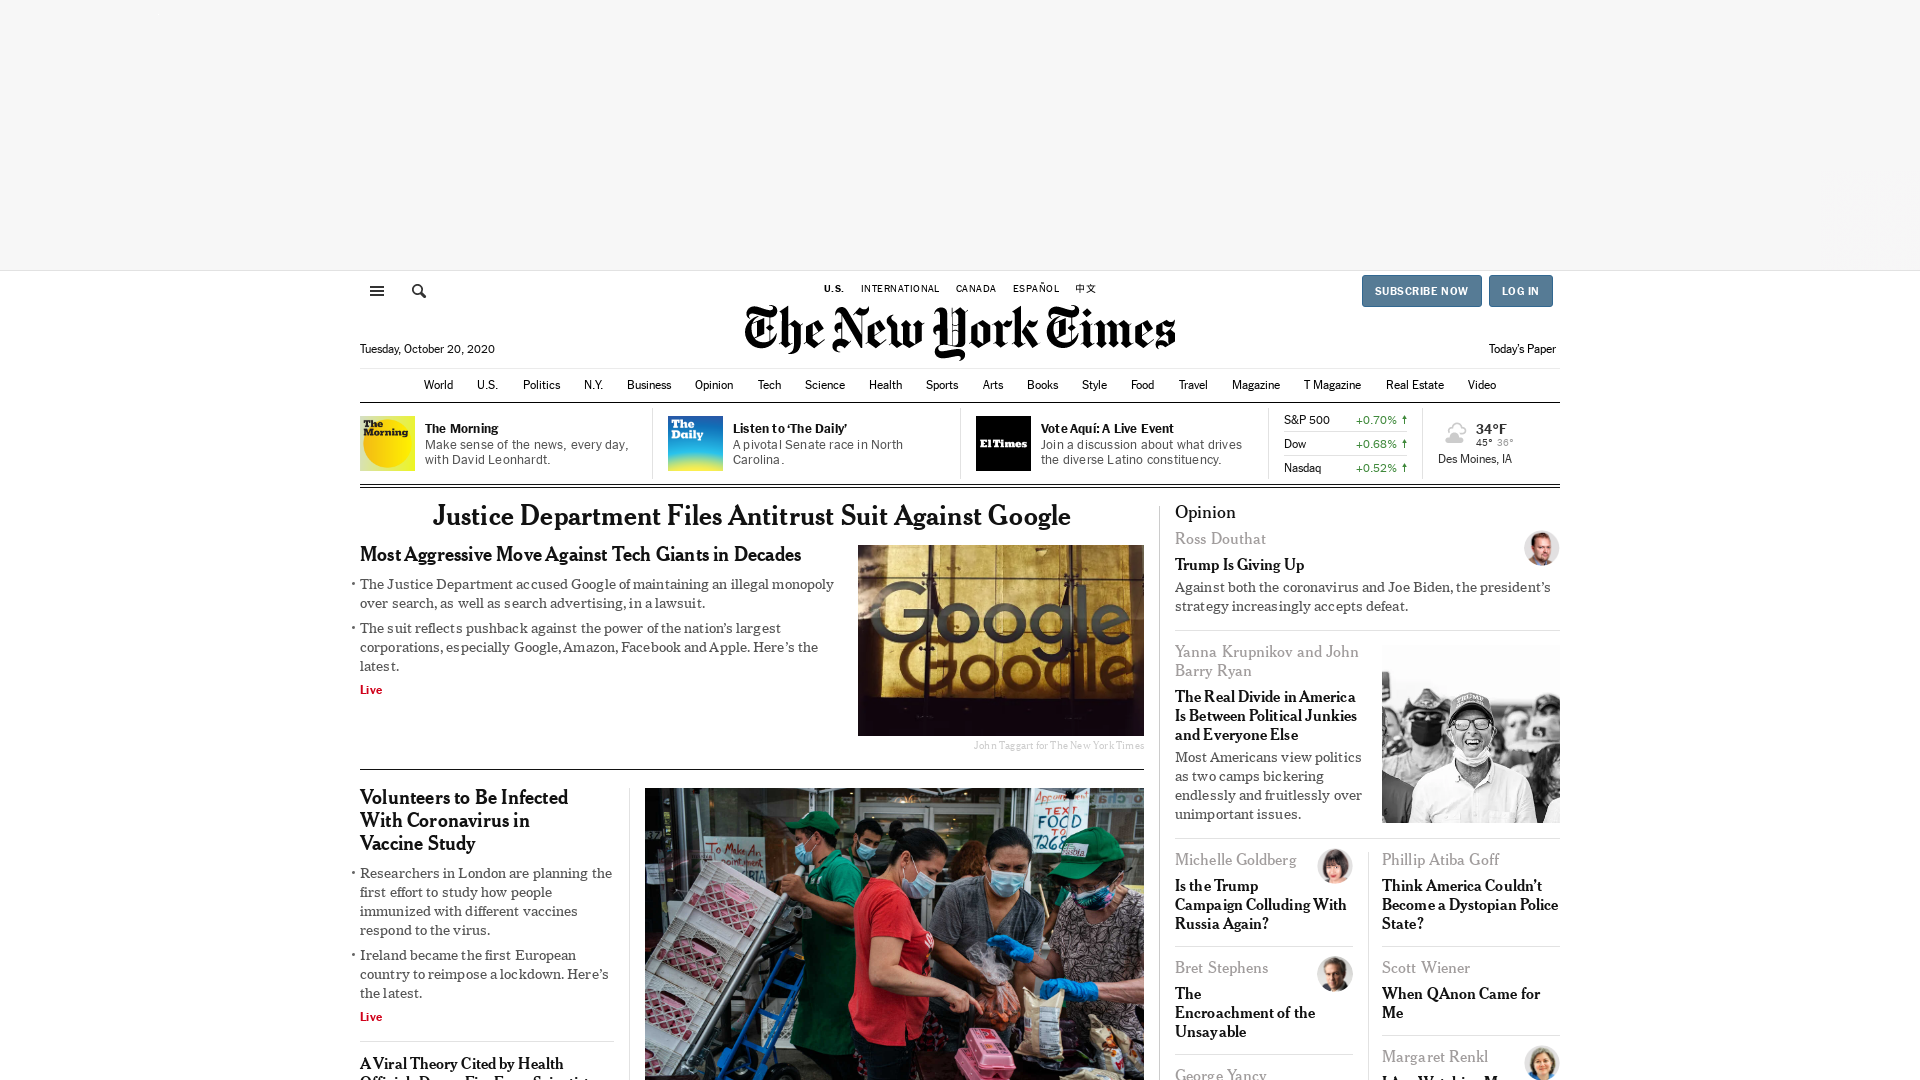 U.S. INTERNATIONAL CANADA ESPAÑOL 中文
SUBSCRIBE NOW LOG IN
The New York Times
Tuesday, October 20, 2020
Today’s Paper
World U.S. Politics N.Y. Business Opinion Tech Science Health Sports Arts Books Style Food Travel Magazine T Magazine Real Estate Video
The Morning
The Morning
Make sense of the news, every day,
with David Leonhardt.
The Daily
Listen to ‘The Daily’
A pivotal Senate race in North
Carolina.
El Times
Vote Aquí: A Live Event
Join a discussion about what drives
the diverse Latino constituency.
S&P 500 +0.70%
Dow +0.68%
Nasdaq +0.52%
34°F
45° 36°
Des Moines, IA
Justice Department Files Antitrust Suit Against Google
Most Aggressive Move Against Tech Giants in Decades
• The Justice Department accused Google of maintaining an illegal monopoly
over search, as well as search advertising, in a lawsuit.
• The suit reflects pushback against the power of the nation’s largest
corporations, especially Google, Amazon, Facebook and Apple. Here’s the
latest.
Live
Google
John Taggart for The New York Times
Volunteers to Be Infected
With Coronavirus in
Vaccine Study
• Researchers in London are planning the
first effort to study how people
immunized with different vaccines
respond to the virus.
• Ireland became the first European
country to reimpose a lockdown. Here’s
the latest.
Live
A Viral Theory Cited by Health
To Make An
TEXT
FOOD
TO
Opinion
Ross Douthat
Trump Is Giving Up
Against both the coronavirus and Joe Biden, the president’s
strategy increasingly accepts defeat.
Yanna Krupnikov and John
Barry Ryan
The Real Divide in America
Is Between Political Junkies
and Everyone Else
Most Americans view politics
as two camps bickering
endlessly and fruitlessly over
unimportant issues.
Michelle Goldberg
Is the Trump
Campaign Colluding With
Russia Again?
Phillip Atiba Goff
Think America Couldn’t
Become a Dystopian Police
State?
Bret Stephens
The
Encroachment of the
Unsayable
Scott Wiener
When QAnon Came for
Me
George Yancy
Margaret Renkl